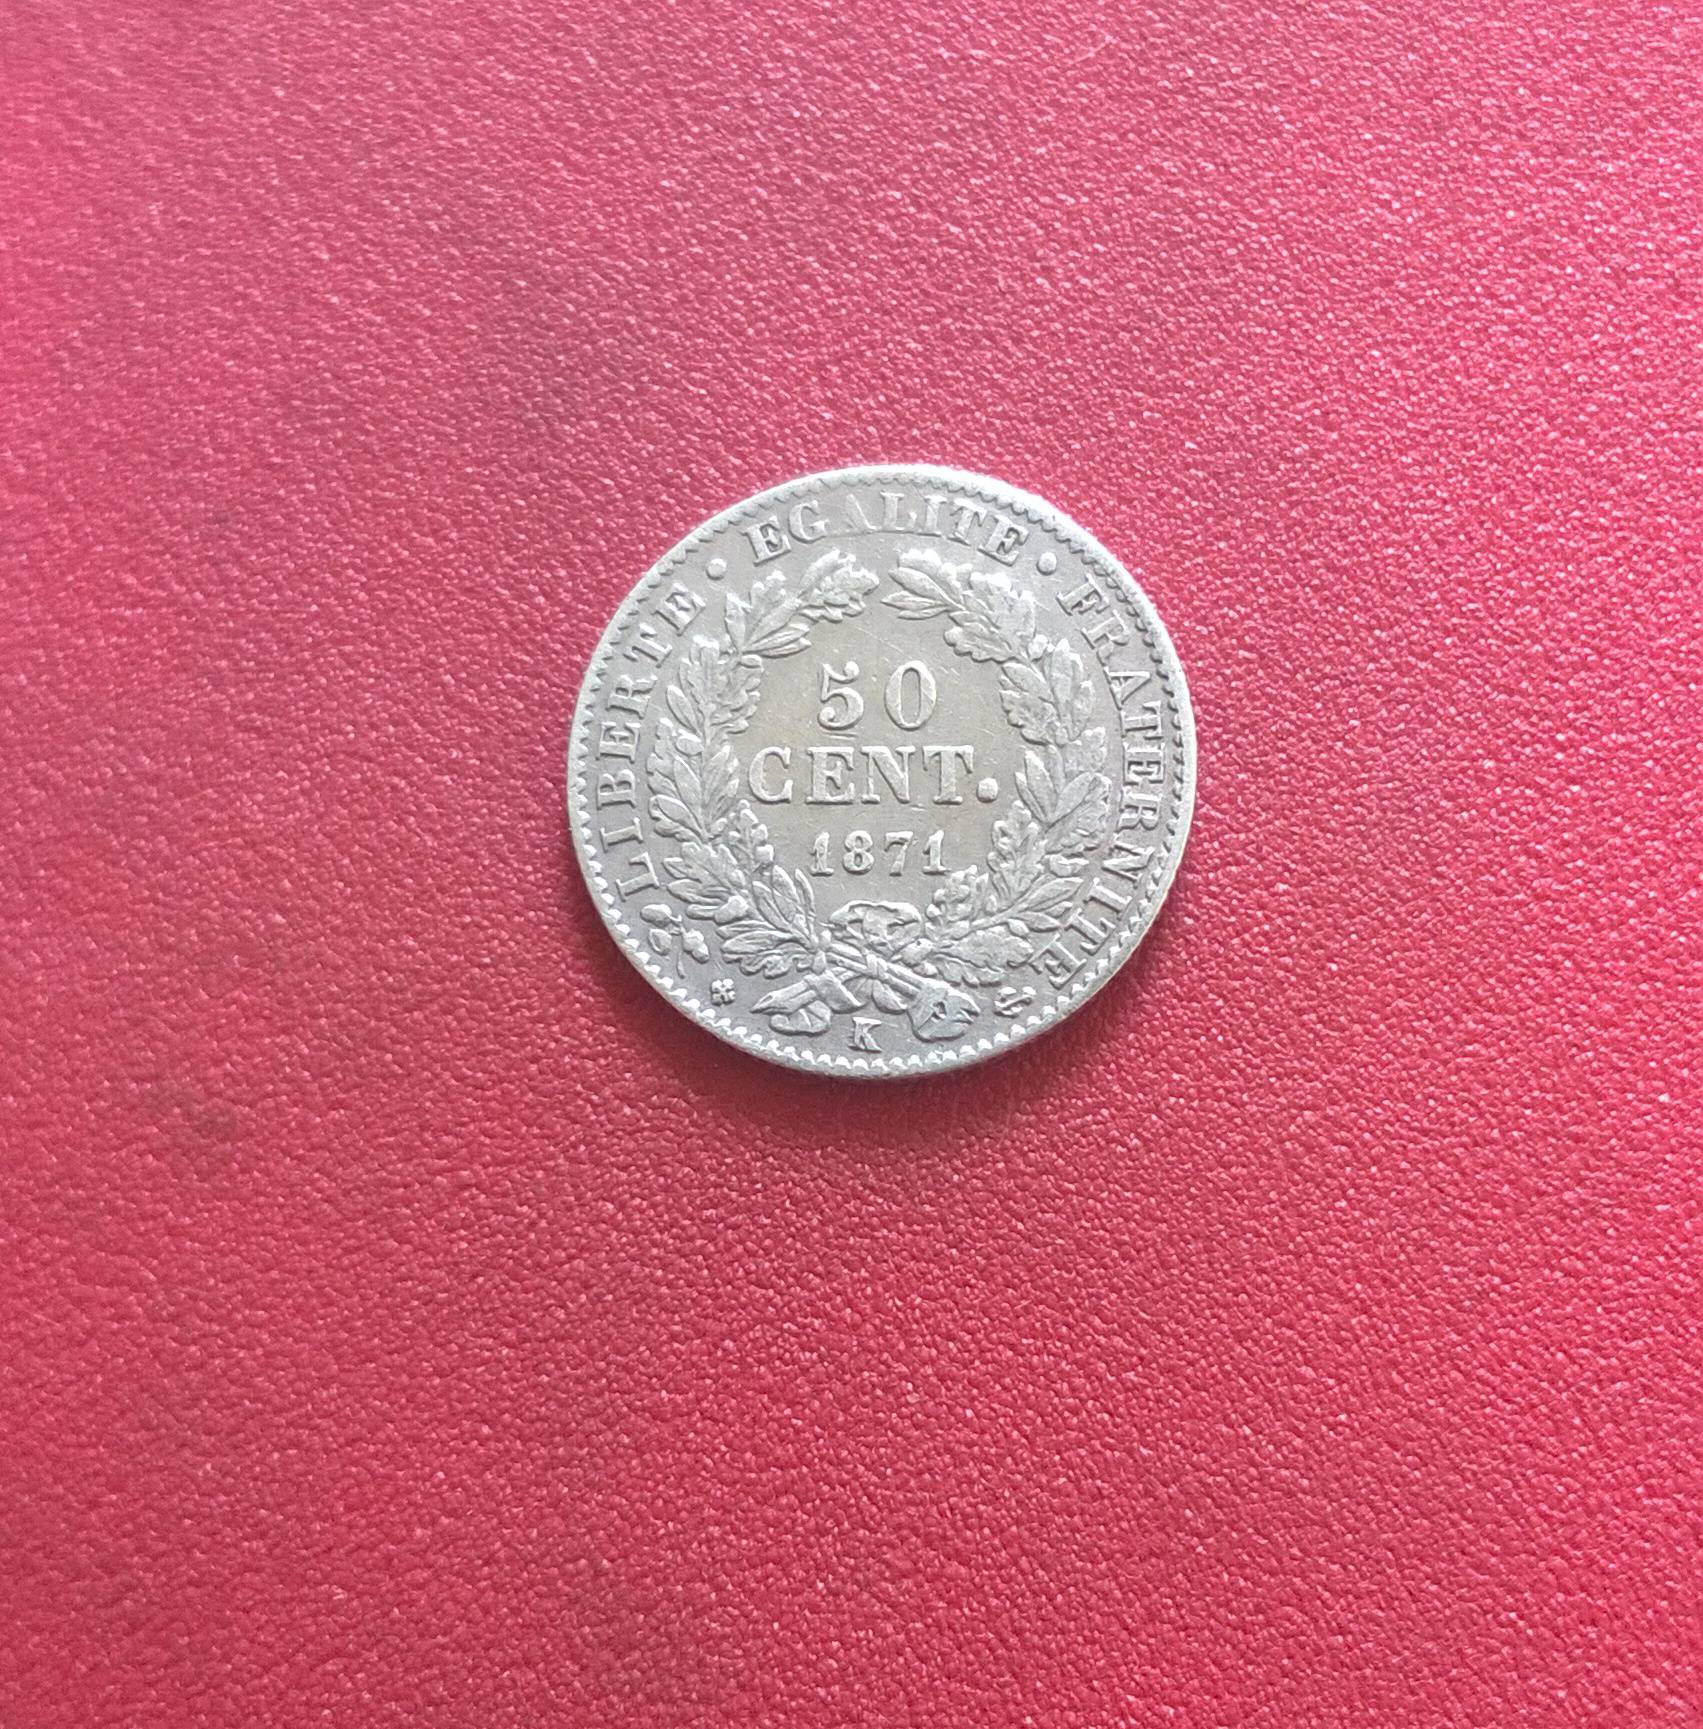 LIBERTE · EGALITE · FRATERNITE
50
CENT.
1871
K